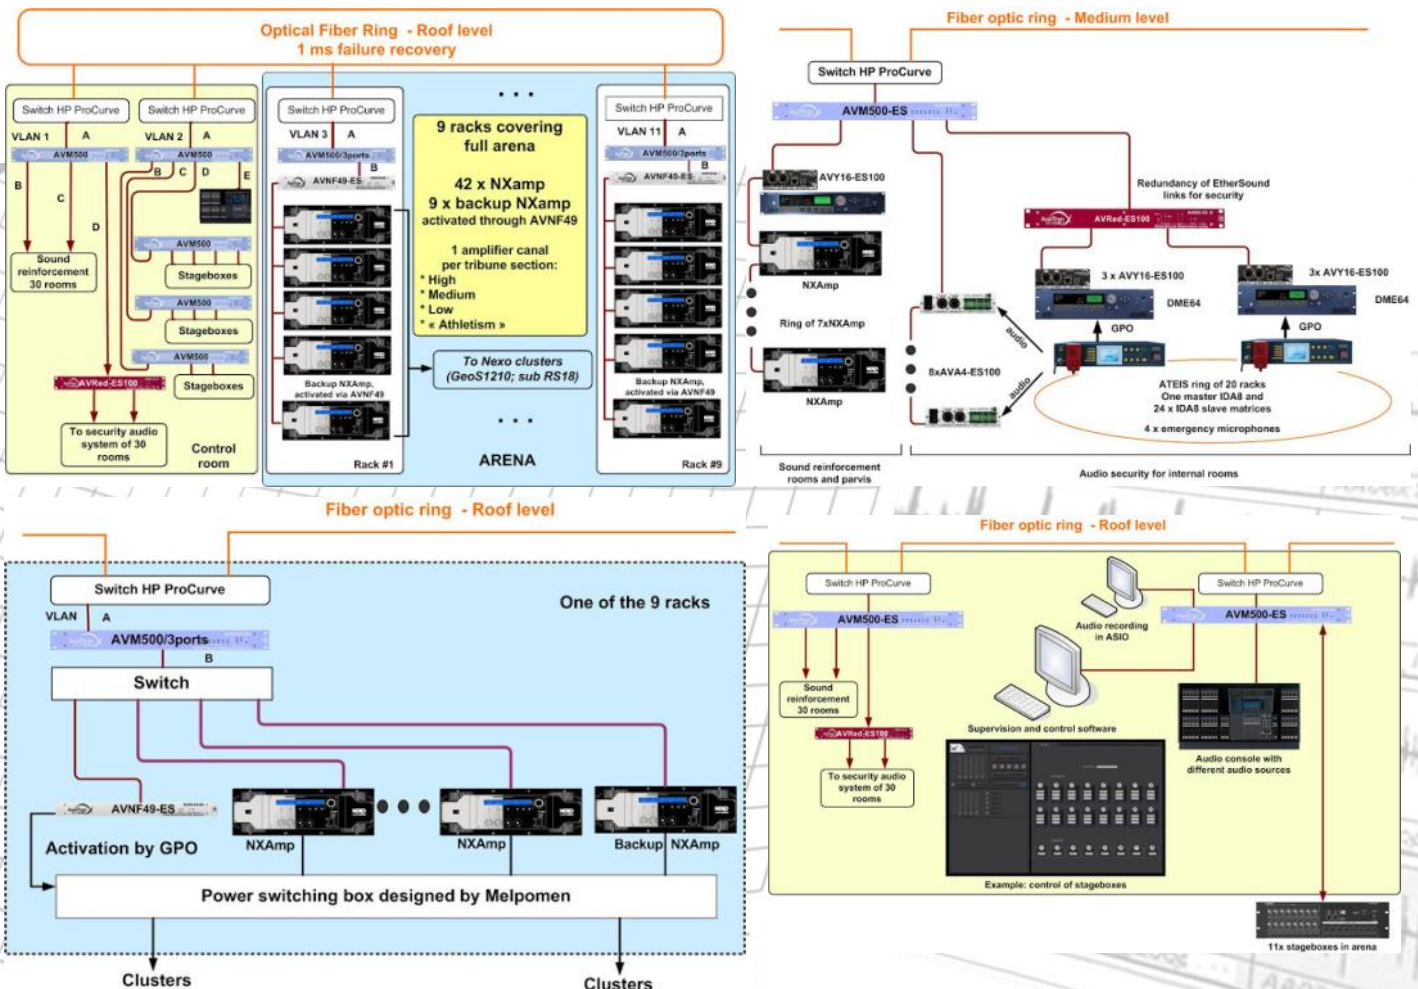 Optical Fiber Ring - Roof level
1 ms failure recovery
Switch HP ProCurve
Switch HP ProCurve
Switch HP ProCurve
Switch HP ProCurve
VLAN 1
A
VLAN 2
A
VLAN 3
A
VLAN 11
A
AVM500
AVM500
AVM500/3ports
AVM500/3ports
B
C
D
B
C
D
E
B
B
AVNF49-ES
AVNF49-ES
. . .
9 racks covering
full arena
42 x NXamp
9 x backup NXamp
activated through AVNF49
1 amplifier canal
per tribune section:
* High
* Medium
* Low
* « Athletism »
Sound
reinforcement
30 rooms
AVM500
Stageboxes
AVM500
Stageboxes
AVM500
Stageboxes
AVRed-ES100
To security audio
system of 30
rooms
Control
room
To Nexo clusters
(GeoS1210; sub RS18)
Backup NXAmp,
activated via AVNF49
Backup NXAmp,
activated via AVNF49
. . .
Rack #1
ARENA
Rack #9
Fiber optic ring - Medium level
Switch HP ProCurve
AVM500-ES
AVY16-ES100
Redundancy of EtherSound
links for security
AVRed-ES100
NXAmp
3 x AVY16-ES100
DME64
3x AVY16-ES100
DME64
GPO
GPO
Ring of 7xNXAmp
audio
8xAVA4-ES100
audio
NXAmp
ATEIS ring of 20 racks
One master IDA8 and
24 x IDA8 slave matrices
4 x emergency microphones
Sound reinforcement
rooms and parvis
Audio security for internal rooms
Fiber optic ring - Roof level
Switch HP ProCurve
One of the 9 racks
VLAN
A
AVM500/3ports
B
Switch
AVNF49-ES
NXAmp
NXAmp
Backup NXAmp
Activation by GPO
Power switching box designed by Melpomen
Clusters
Clusters
Fiber optic ring - Roof level
Switch HP ProCurve
Switch HP ProCurve
AVM500-ES
AVM500-ES
Audio recording
in ASIO
Sound
reinforcement
30 rooms
Supervision and control software
AVRed-ES100
To security audio
system of 30
rooms
Audio console with
different audio sources
Example: control of stageboxes
11x stageboxes in arena